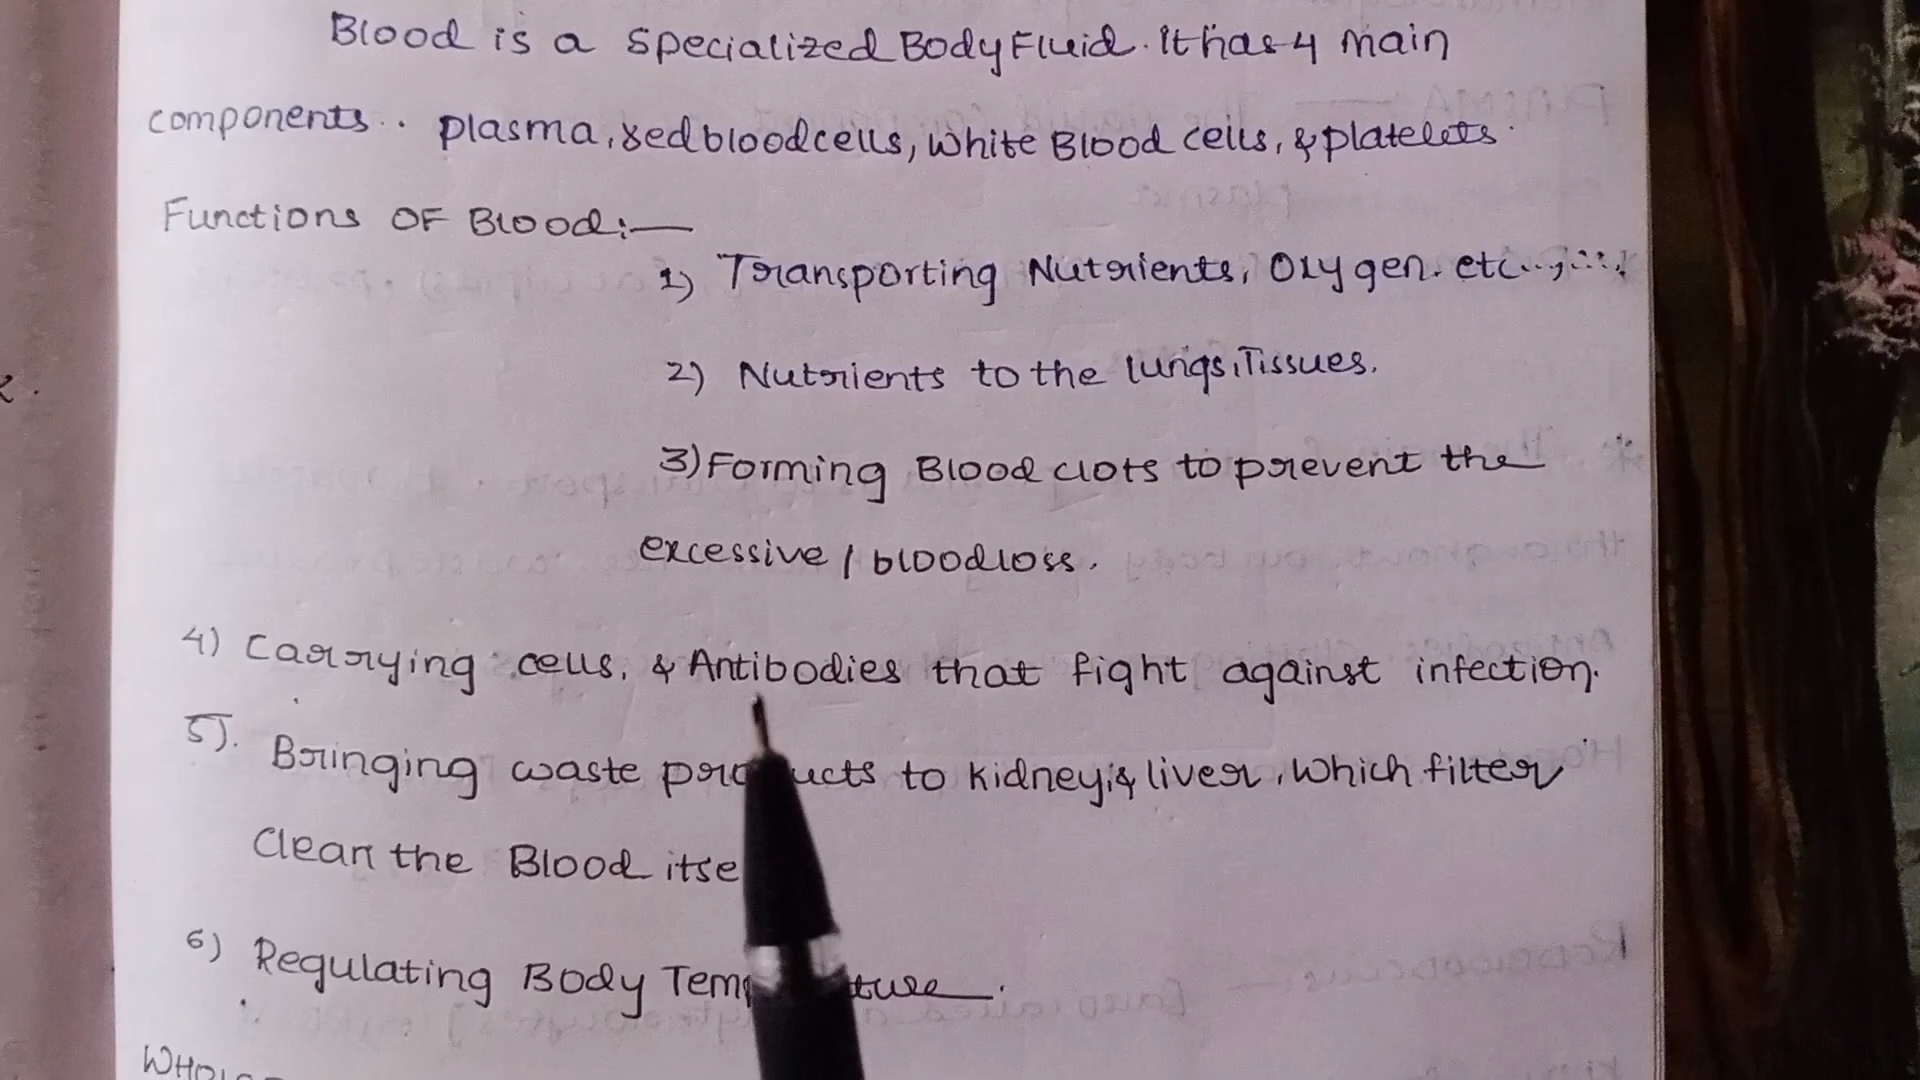 Blood is a specialized Body Fluid. It has 4 main
components.. plasma, red blood cells, White Blood cells, & platelets.
Functions OF Blood:—
1) Transporting Nutrients, Oxygen. etc..,
2) Nutrients to the lungs, Tissues.
3) Forming Blood clots to prevent the
excessive / bloodloss.
4) Carrying cells, & Antibodies that fight against infection.
5). Bringing waste to kidney, & liver, Which filter
Clean the Blood
6) Regulating Body